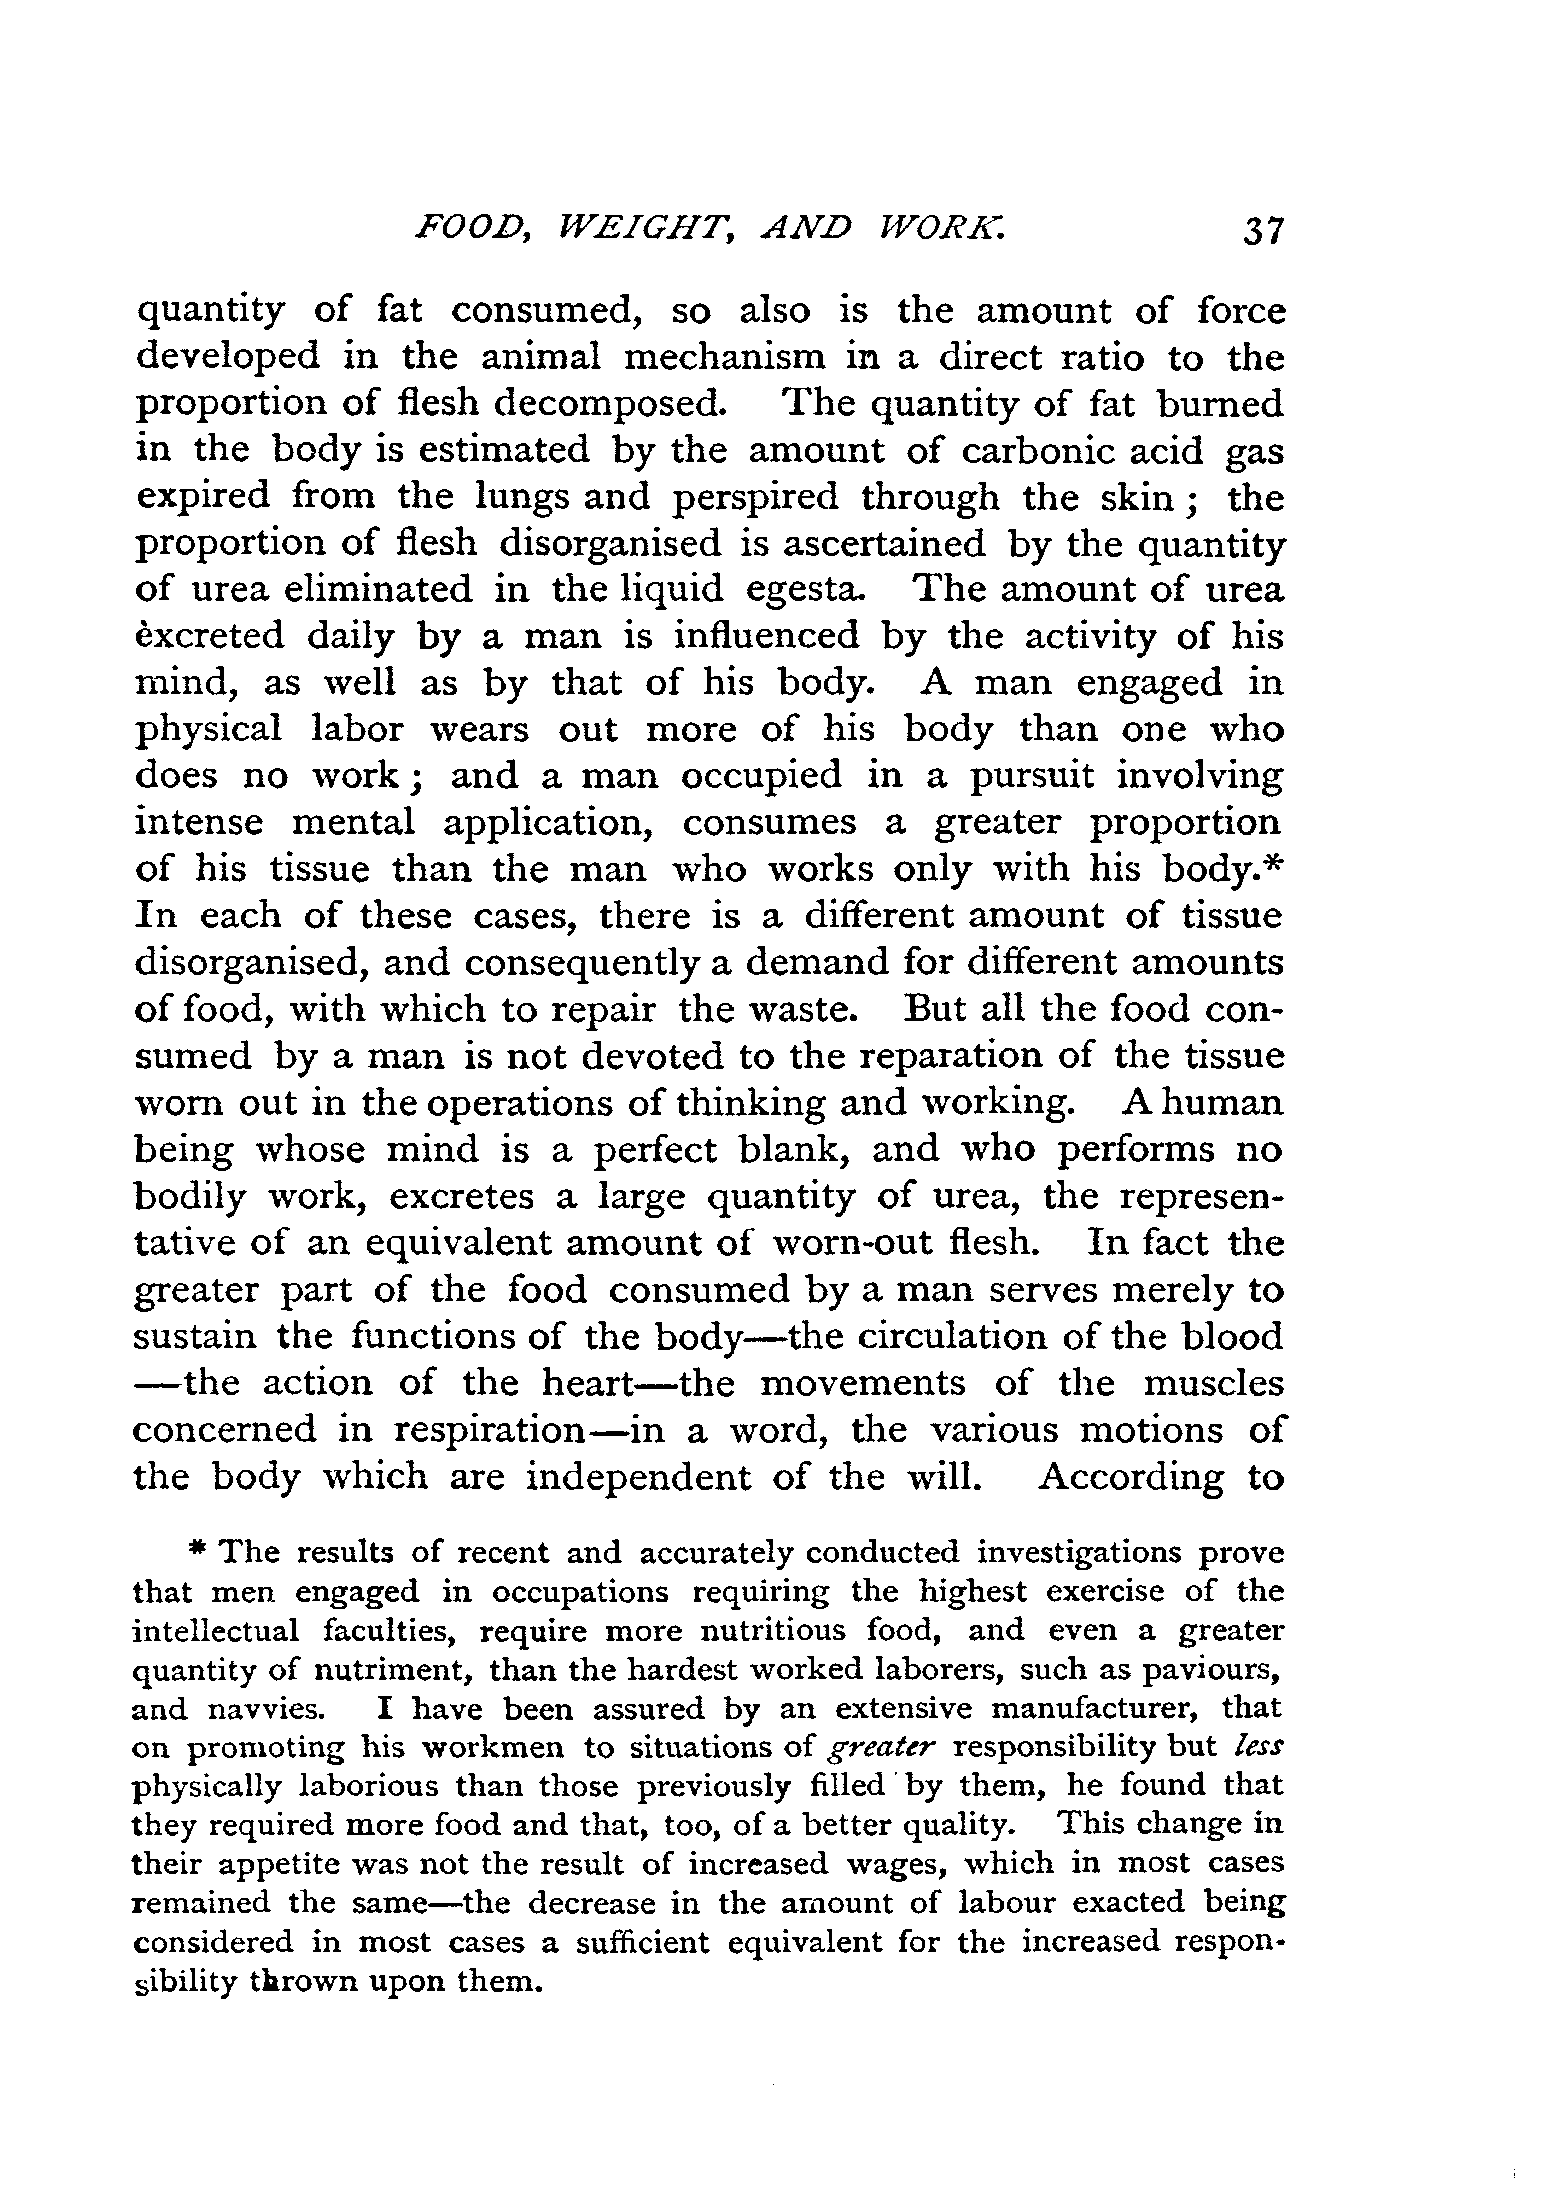 FOOD, WEIGHT, AND WORK. 37
quantity of fat consumed, so also is the amount of force
developed in the animal mechanism in a direct ratio to the
proportion of flesh decomposed. The quantity of fat burned
in the body is estimated by the amount of carbonic acid gas
expired from the lungs and perspired through the skin ; the
proportion of flesh disorganised is ascertained by the quantity
of urea eliminated in the liquid egesta. The amount of urea
excreted daily by a man is influenced by the activity of his
mind, as well as by that of his body. A man engaged in
physical labor wears out more of his body than one who
does no work ; and a man occupied in a pursuit involving
intense mental application, consumes a greater proportion
of his tissue than the man who works only with his body.*
In each of these cases, there is a different amount of tissue
disorganised, and consequently a demand for different amounts
of food, with which to repair the waste. But all the food con-
sumed by a man is not devoted to the reparation of the tissue
worn out in the operations of thinking and working. A human
being whose mind is a perfect blank, and who performs no
bodily work, excretes a large quantity of urea, the represen-
tative of an equivalent amount of worn-out flesh. In fact the
greater part of the food consumed by a man serves merely to
sustain the functions of the body—the circulation of the blood
—the action of the heart—the movements of the muscles
concerned in respiration—in a word, the various motions of
the body which are independent of the will. According to
* The results of recent and accurately conducted investigations prove
that men engaged in occupations requiring the highest exercise of the
intellectual faculties, require more nutritious food, and even a greater
quantity of nutriment, than the hardest worked laborers, such as paviours,
and navvies. I have been assured by an extensive manufacturer, that
on promoting his workmen to situations of greater responsibility but less
physically laborious than those previously filled by them, he found that
they required more food and that, too, of a better quality. This change in
their appetite was not the result of increased wages, which in most cases
remained the same—the decrease in the amount of labour exacted being
considered in most cases a sufficient equivalent for the increased respon-
sibility thrown upon them.